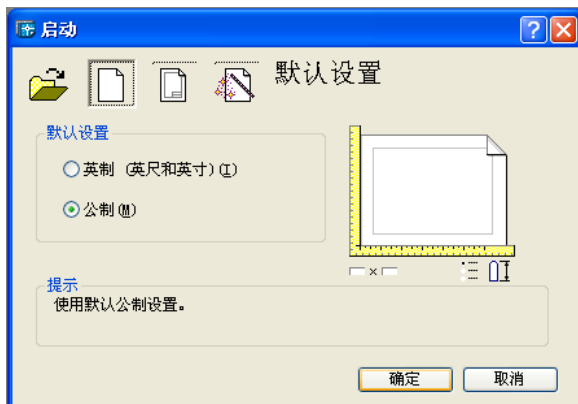 启动
默认设置
默认设置
英制 (英尺和英寸)(I)
公制(M)
提示
使用默认公制设置。
确定
取消